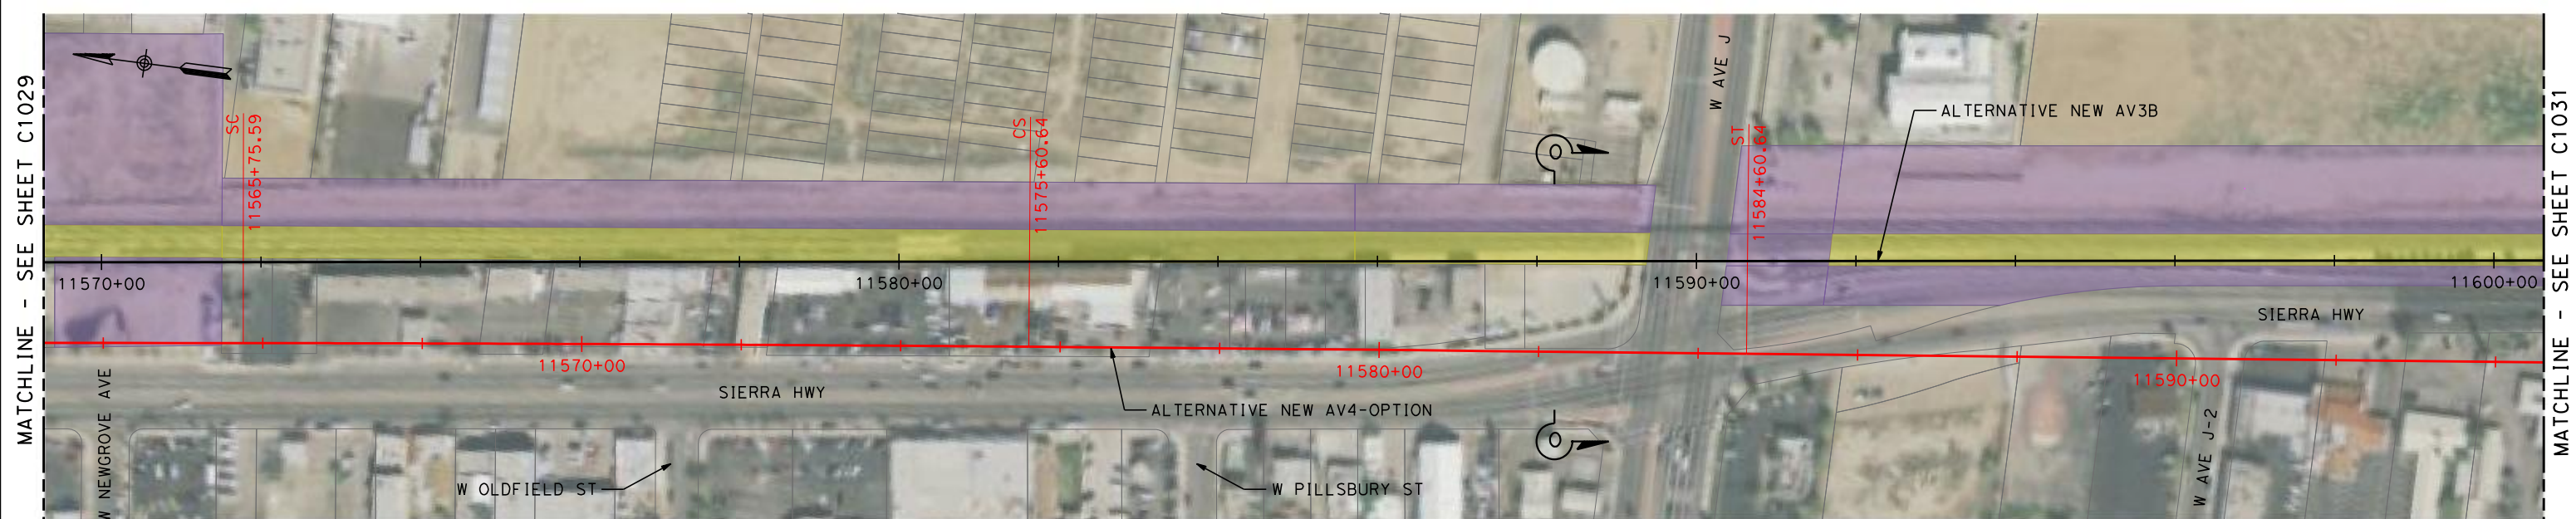 MATCHLINE - SEE SHEET C1029
SC
11565+75.59
CS
11575+60.64
O
W AVE J
ST
11584+60.64
ALTERNATIVE NEW AV3B
MATCHLINE - SEE SHEET C1031
11570+00
11580+00
11590+00
11600+00
SIERRA HWY
11570+00
11580+00
11590+00
W NEWGROVE AVE
SIERRA HWY
ALTERNATIVE NEW AV4-OPTION
O
W OLDFIELD ST
W PILLSBURY ST
W AVE J-2